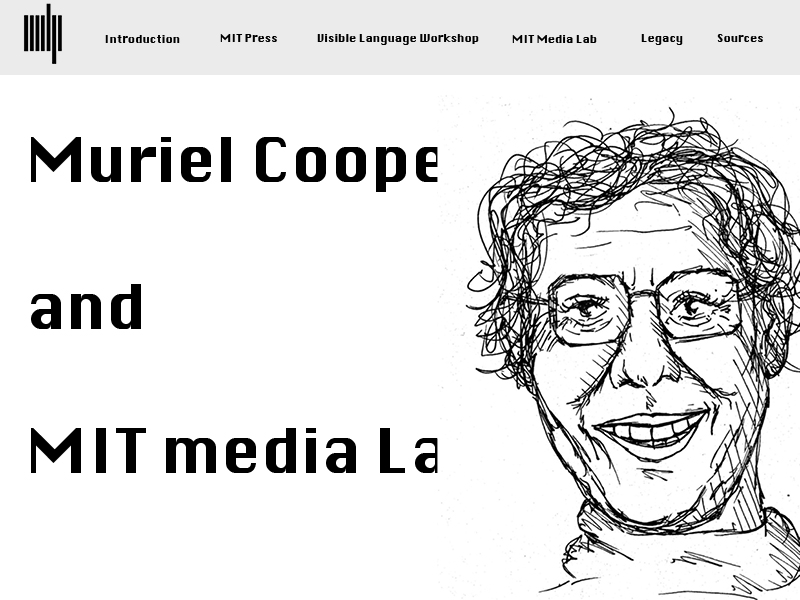 Introduction
MIT Press
Visible Language Workshop
MIT Media Lab
Legacy
Sources
Muriel Coope
and
MIT media La